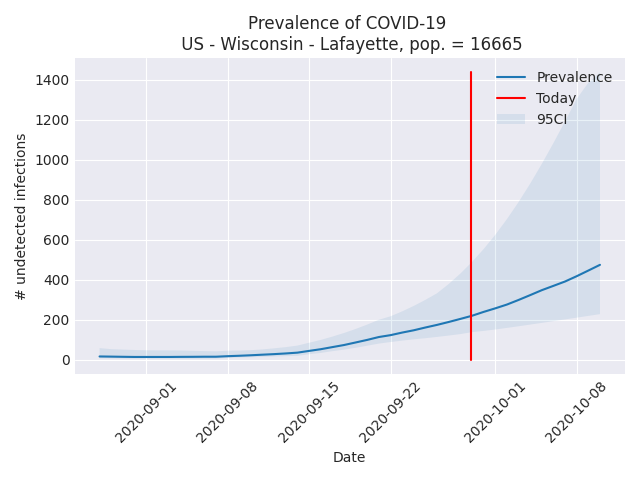 Prevalence of COVID-19
US - Wisconsin - Lafayette, pop. = 16665
# undetected infections
1400
1200
1000
800
600
400
200
0
Prevalence
Today
95CI
2020-09-01
2020-09-08
2020-09-15
2020-09-22
2020-10-01
2020-10-08
Date